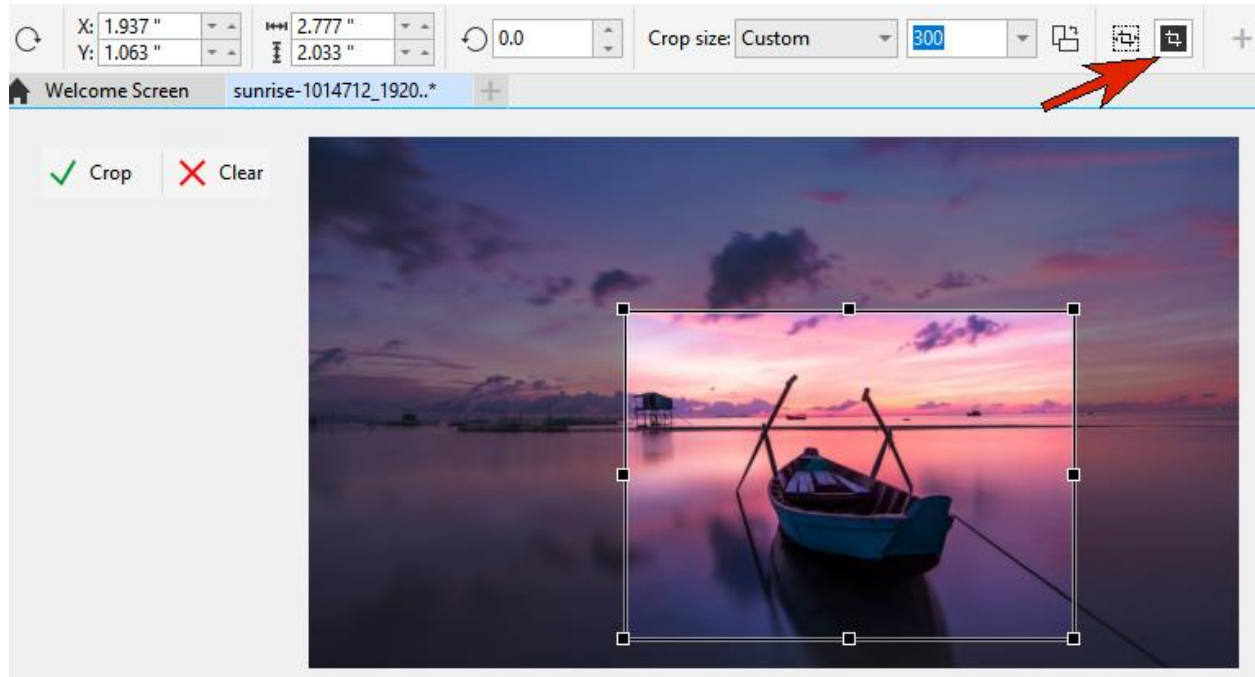 X: 1.937 " 2.777 " 0.0 Crop size: Custom 300
Y: 1.063 " 2.033 "
Welcome Screen sunrise-1014712_1920..*
Crop Clear